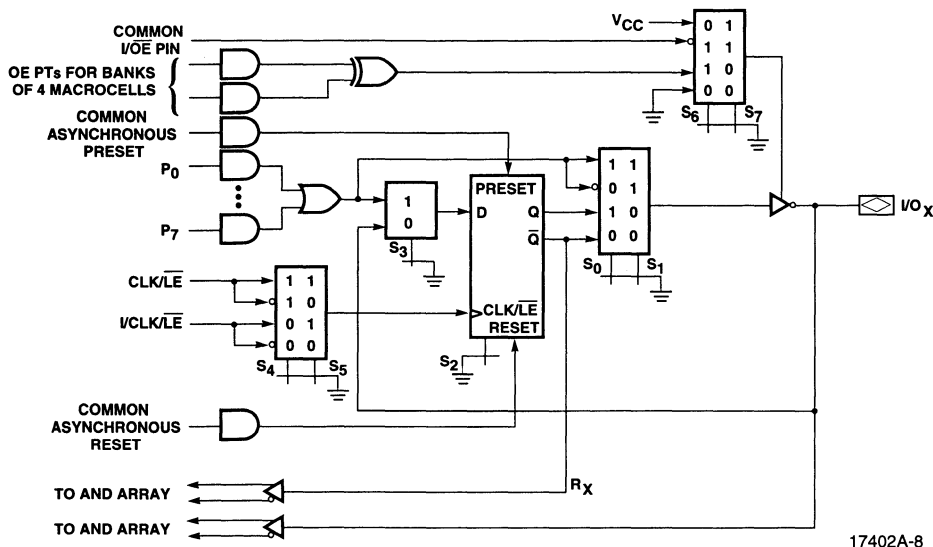 COMMON
I/OE PIN
OE PTs FOR BANKS
OF 4 MACROCELLS
COMMON
ASYNCHRONOUS
PRESET
P0
P7
VCC
0 1
1 1
1 0
0 0
S6 S7
1
0
S3
PRESET
D Q
Q
CLK/LE
RESET
S2
1 1
0 1
1 0
0 0
S0 S1
I/OX
CLK/LE
I/CLK/LE
1 1
1 0
0 1
0 0
S4 S5
COMMON
ASYNCHRONOUS
RESET
RX
TO AND ARRAY
TO AND ARRAY
17402A-8